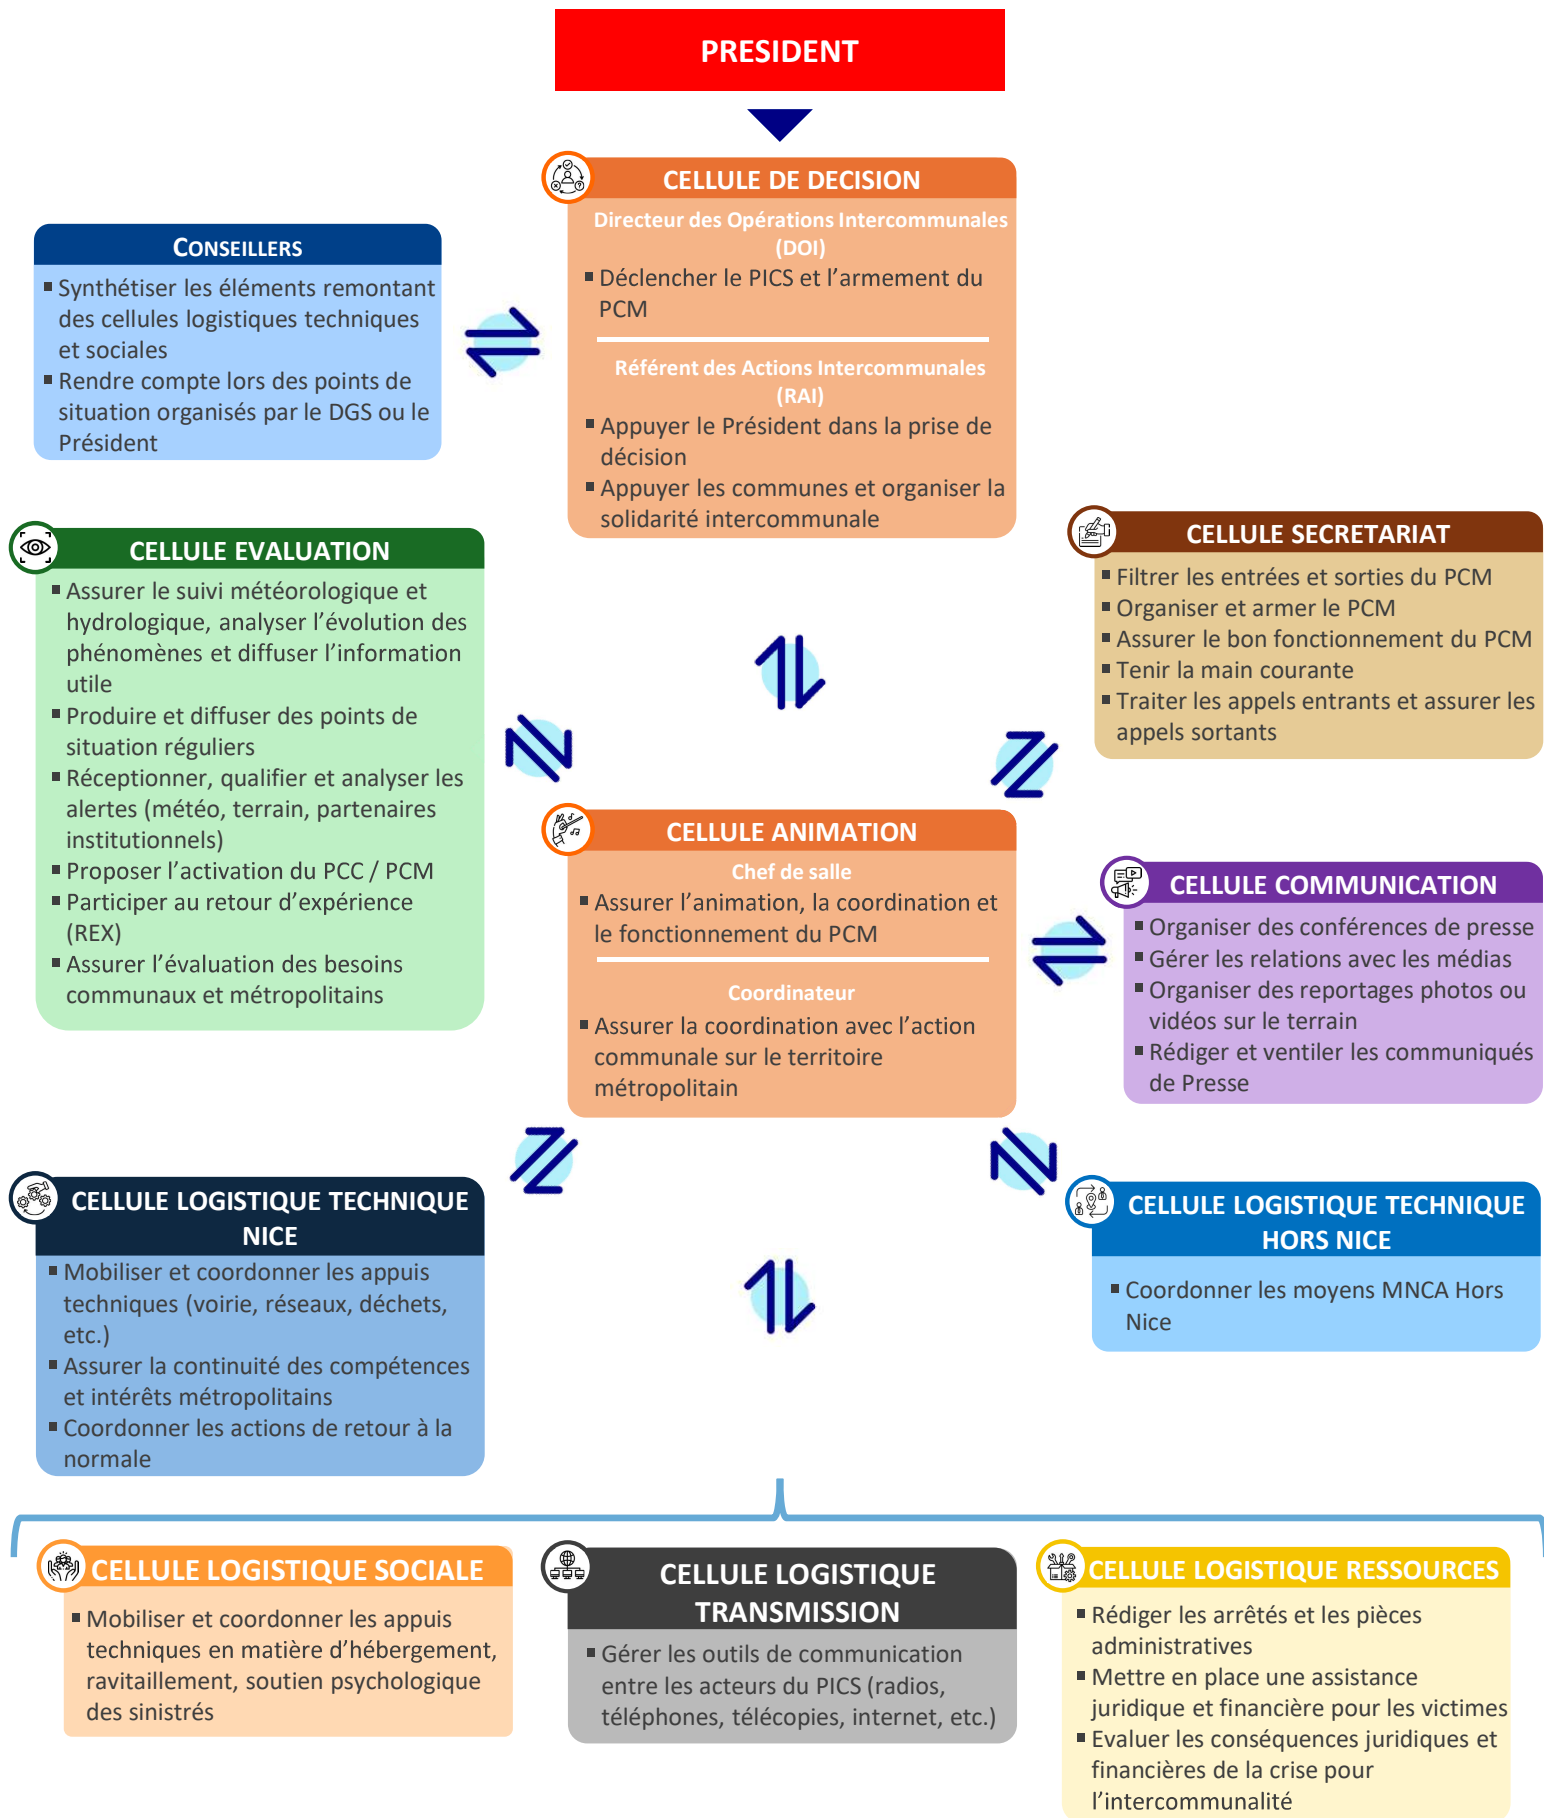 PRESIDENT
CELLULE DE DECISION
Directeur des Opérations Intercommunales
(DOI)
▪ Déclencher le PICS et l’armement du
PCM
Référent des Actions Intercommunales
(RAI)
▪ Appuyer le Président dans la prise de
décision
▪ Appuyer les communes et organiser la
solidarité intercommunale
CONSEILLERS
▪ Synthétiser les éléments remontant
des cellules logistiques techniques
et sociales
▪ Rendre compte lors des points de
situation organisés par le DGS ou le
Président
CELLULE EVALUATION
▪ Assurer le suivi météorologique et
hydrologique, analyser l’évolution des
phénomènes et diffuser l’information
utile
▪ Produire et diffuser des points de
situation réguliers
▪ Réceptionner, qualifier et analyser les
alertes (météo, terrain, partenaires
institutionnels)
▪ Proposer l’activation du PCC / PCM
▪ Participer au retour d’expérience
(REX)
▪ Assurer l’évaluation des besoins
communaux et métropolitains
CELLULE SECRETARIAT
▪ Filtrer les entrées et sorties du PCM
▪ Organiser et armer le PCM
▪ Assurer le bon fonctionnement du PCM
▪ Tenir la main courante
▪ Traiter les appels entrants et assurer les
appels sortants
CELLULE ANIMATION
Chef de salle
▪ Assurer l’animation, la coordination et
le fonctionnement du PCM
Coordinateur
▪ Assurer la coordination avec l’action
communale sur le territoire
métropolitain
CELLULE COMMUNICATION
▪ Organiser des conférences de presse
▪ Gérer les relations avec les médias
▪ Organiser des reportages photos ou
vidéos sur le terrain
▪ Rédiger et ventiler les communiqués
de Presse
CELLULE LOGISTIQUE TECHNIQUE
NICE
▪ Mobiliser et coordonner les appuis
techniques (voirie, réseaux, déchets,
etc.)
▪ Assurer la continuité des compétences
et intérêts métropolitains
▪ Coordonner les actions de retour à la
normale
CELLULE LOGISTIQUE TECHNIQUE
HORS NICE
▪ Coordonner les moyens MNCA Hors
Nice
CELLULE LOGISTIQUE SOCIALE
▪ Mobiliser et coordonner les appuis
techniques en matière d’hébergement,
ravitaillement, soutien psychologique
des sinistrés
CELLULE LOGISTIQUE
TRANSMISSION
▪ Gérer les outils de communication
entre les acteurs du PICS (radios,
téléphones, télécopies, internet, etc.)
CELLULE LOGISTIQUE RESSOURCES
▪ Rédiger les arrêtés et les pièces
administratives
▪ Mettre en place une assistance
juridique et financière pour les victimes
▪ Evaluer les conséquences juridiques et
financières de la crise pour
l’intercommunalité